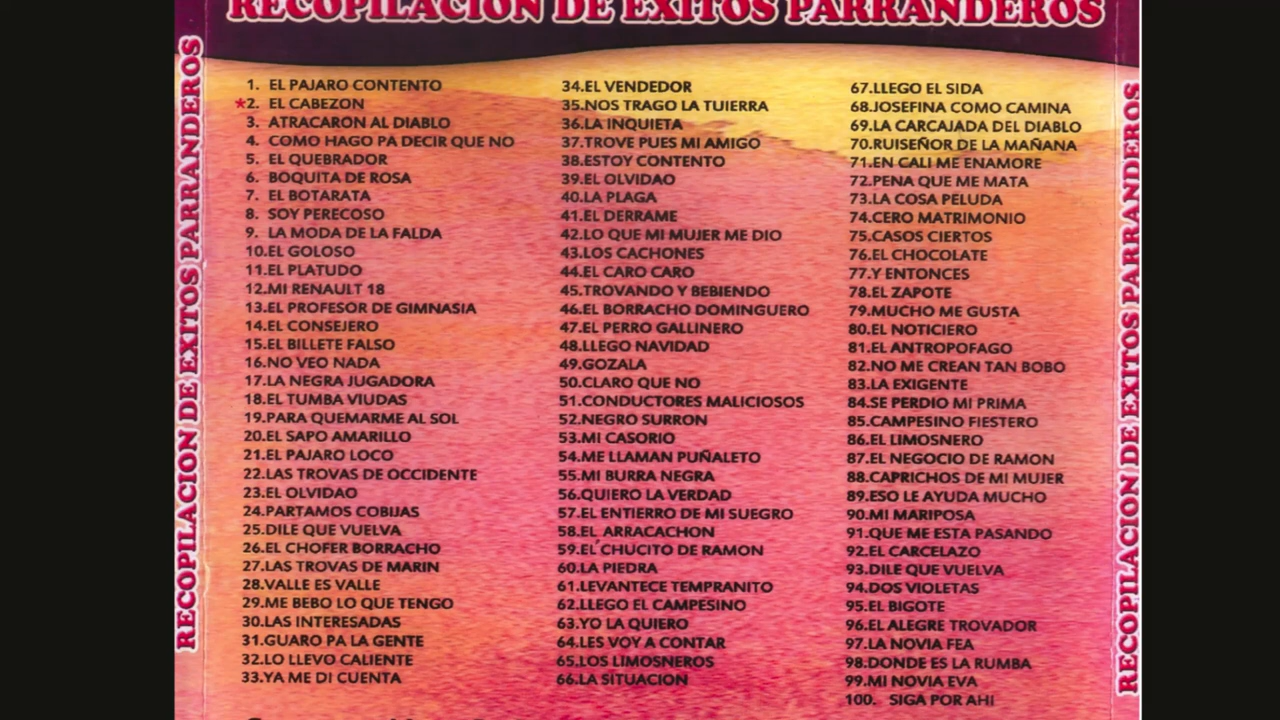 RECOPILACION DE EXITOS PARRANDEROS
RECOPILACION DE EXITOS PARRANDEROS
1. EL PAJARO CONTENTO
*2. EL CABEZON
3. ATRACARON AL DIABLO
4. COMO HAGO PA DECIR QUE NO
5. EL QUEBRADOR
6. BOQUITA DE ROSA
7. EL BOTARATA
8. SOY PERECOSO
9. LA MODA DE LA FALDA
10.EL GOLOSO
11.EL PLATUDO
12.MI RENAULT 18
13.EL PROFESOR DE GIMNASIA
14.EL CONSEJERO
15.EL BILLETE FALSO
16.NO VEO NADA
17.LA NEGRA JUGADORA
18.EL TUMBA VIUDAS
19.PARA QUEMARME AL SOL
20.EL SAPO AMARILLO
21.EL PAJARO LOCO
22.LAS TROVAS DE OCCIDENTE
23.EL OLVIDAO
24.PARTAMOS COBIJAS
25.DILE QUE VUELVA
26.EL CHOFER BORRACHO
27.LAS TROVAS DE MARIN
28.VALLE ES VALLE
29.ME BEBO LO QUE TENGO
30.LAS INTERESADAS
31.GUARO PA LA GENTE
32.LO LLEVO CALIENTE
33.YA ME DI CUENTA
34.EL VENDEDOR
35.NOS TRAGO LA TUIERRA
36.LA INQUIETA
37.TROVE PUES MI AMIGO
38.ESTOY CONTENTO
39.EL OLVIDAO
40.LA PLAGA
41.EL DERRAME
42.LO QUE MI MUJER ME DIO
43.LOS CACHONES
44.EL CARO CARO
45.TROVANDO Y BEBIENDO
46.EL BORRACHO DOMINGUERO
47.EL PERRO GALLINERO
48.LLEGO NAVIDAD
49.GOZALA
50.CLARO QUE NO
51.CONDUCTORES MALICIOSOS
52.NEGRO SURRON
53.MI CASORIO
54.ME LLAMAN PUÑALETO
55.MI BURRA NEGRA
56.QUIERO LA VERDAD
57.EL ENTIERRO DE MI SUEGRO
58.EL ARRACACHON
59.EL CHUCITO DE RAMON
60.LA PIEDRA
61.LEVANTECE TEMPRANITO
62.LLEGO EL CAMPESINO
63.YO LA QUIERO
64.LES VOY A CONTAR
65.LOS LIMOSNEROS
66.LA SITUACION
67.LLEGO EL SIDA
68.JOSEFINA COMO CAMINA
69.LA CARCAJADA DEL DIABLO
70.RUISEÑOR DE LA MAÑANA
71.EN CALI ME ENAMORE
72.PENA QUE ME MATA
73.LA COSA PELUDA
74.CERO MATRIMONIO
75.CASOS CIERTOS
76.EL CHOCOLATE
77.Y ENTONCES
78.EL ZAPOTE
79.MUCHO ME GUSTA
80.EL NOTICIERO
81.EL ANTROPOFAGO
82.NO ME CREAN TAN BOBO
83.LA EXIGENTE
84.SE PERDIO MI PRIMA
85.CAMPESINO FIESTERO
86.EL LIMOSNERO
87.EL NEGOCIO DE RAMON
88.CAPRICHOS DE MI MUJER
89.ESO LE AYUDA MUCHO
90.MI MARIPOSA
91.QUE ME ESTA PASANDO
92.EL CARCELAZO
93.DILE QUE VUELVA
94.DOS VIOLETAS
95.EL BIGOTE
96.EL ALEGRE TROVADOR
97.LA NOVIA FEA
98.DONDE ES LA RUMBA
99.MI NOVIA EVA
100. SIGA POR AHI
RECOPILACION DE EXITOS PARRANDEROS